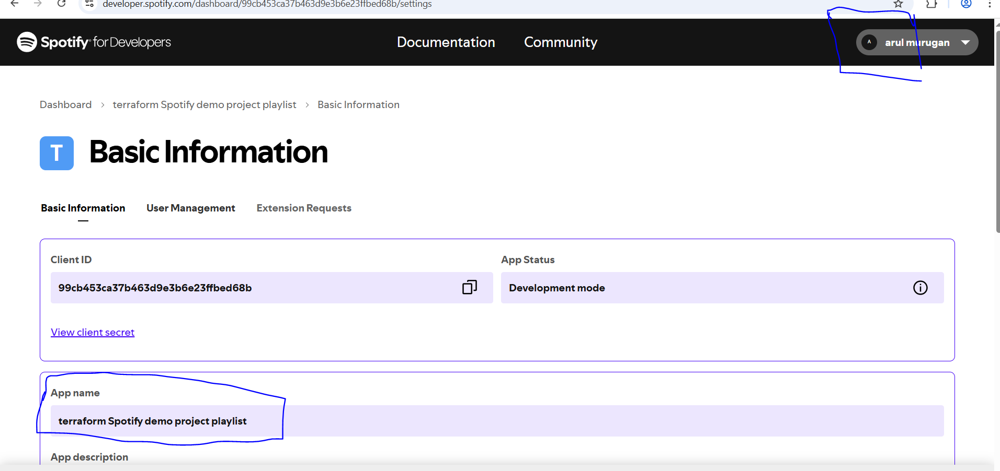 developer.spotify.com/dashboard/99cb453ca37b463d9e3b6e23ffbed68b/settings
Spotify for Developers
Documentation
Community
A
arul murugan
Dashboard > terraform Spotify demo project playlist > Basic Information
T
Basic Information
Basic Information
User Management
Extension Requests
Client ID
App Status
99cb453ca37b463d9e3b6e23ffbed68b
Development mode
View client secret
App name
terraform Spotify demo project playlist
App description